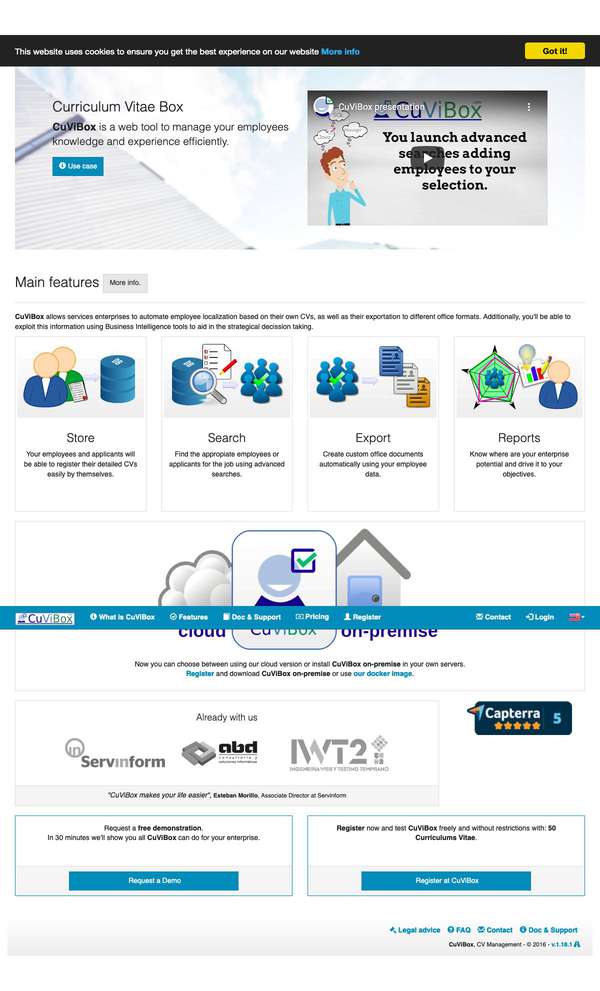 This website uses cookies to ensure you get the best experience on our website More info
Got it!
Curriculum Vitae Box
CuViBox is a web tool to manage your employees
knowledge and experience efficiently.
Use case
CuViBox presentation
CuViBox
You launch advanced
searches adding
employees to your
selection.
Main features
More info.
CuViBox allows services enterprises to automate employee localization based on their own CVs, as well as their exportation to different office formats. Additionally, you'll be able to
exploit this information using Business Intelligence tools to aid in the strategical decission taking.
Store
Your employees and applicants will
be able to register their detailed CVs
easily by themselves.
Search
Find the appropiate employees or
applicants for the job using advanced
searches.
Export
Create custom office documents
automatically using your employee
data.
Reports
Know where are your enterprise
potential and drive it to your
objectives.
CuViBox
What is CuViBox
Features
Doc & Support
Pricing
Register
Contact
Login
cloud
CuViBox
on-premise
Now you can choose between using our cloud version or install CuViBox on-premise in your own servers.
Register and download CuViBox on-premise or use our docker image.
Already with us
in
Servinform
abd
consultoría y
soluciones informáticas
IWT2
INGENIERIA WEB Y TESTING TEMPRANO
"CuViBox makes your life easier", Esteban Morillo, Associate Director at Servinform
Capterra
5
Request a free demonstration.
In 30 minutes we'll show you all CuViBox can do for your enterprise.
Request a Demo
Register now and test CuViBox freely and without restrictions with: 50
Curriculums Vitae.
Register at CuViBox
Legal advice
FAQ
Contact
Doc & Support
CuViBox, CV Management - © 2016 - v.1.18.1